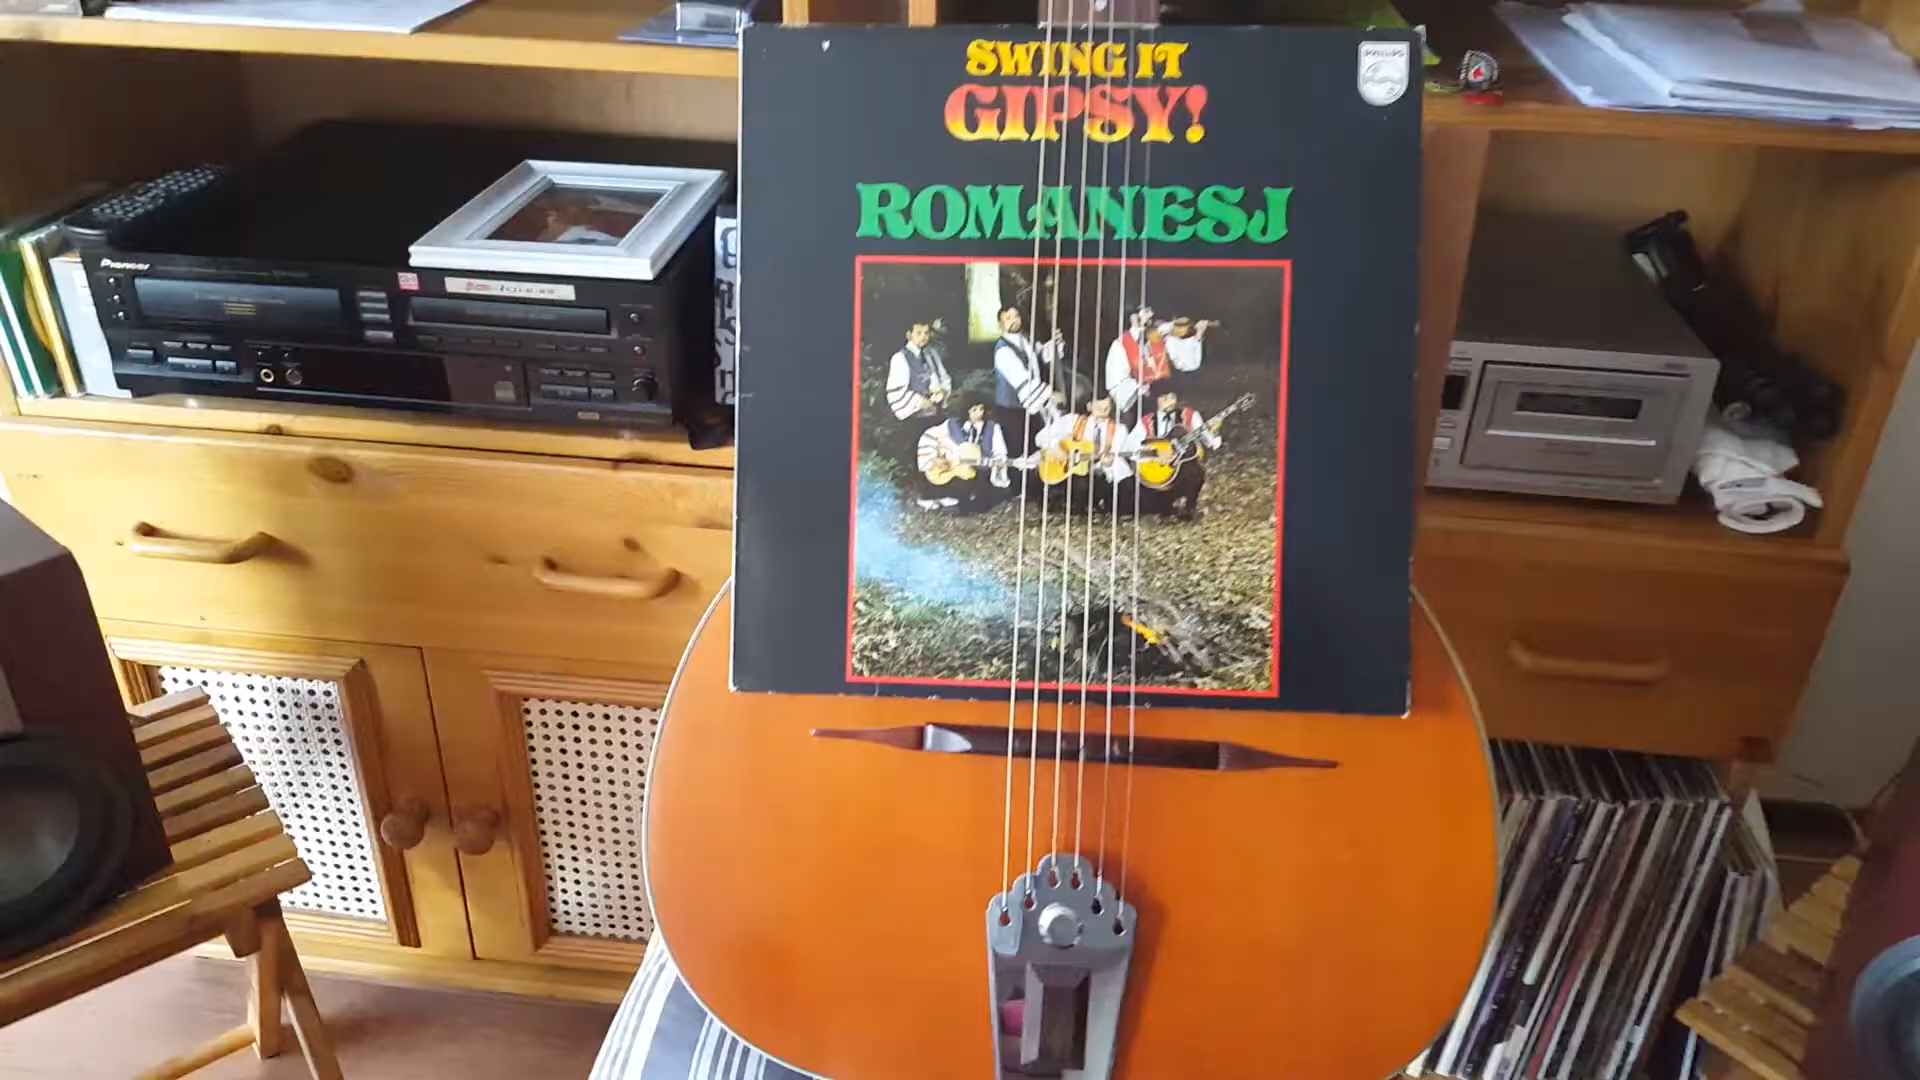 SWING IT
GIPSY!
ROMANESJ
PHILIPS
Pioneer